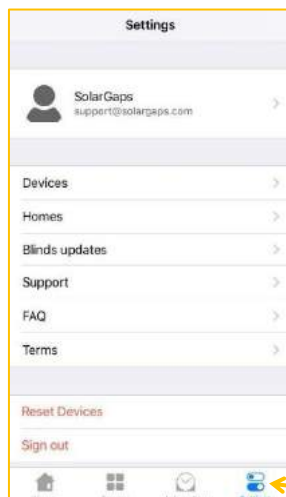 Settings
SolarGaps
support@solargaps.com
Devices
Homes
Blinds updates
Support
FAQ
Terms
Reset Devices
Sign out